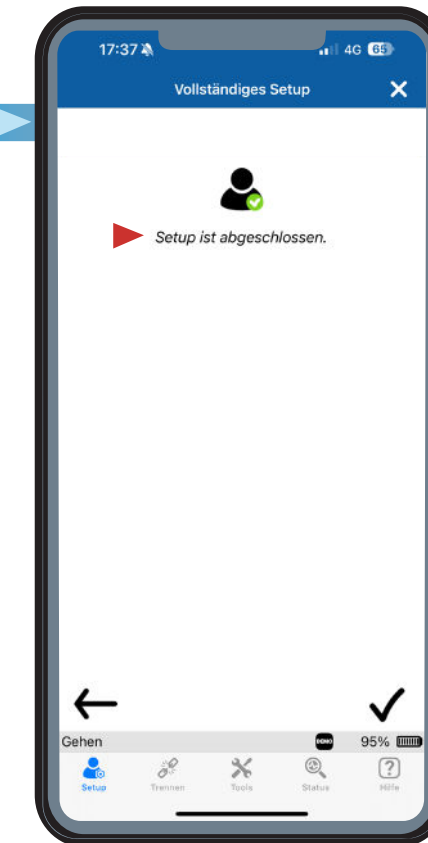 17:37 4G 65
Vollständiges Setup
Setup ist abgeschlossen.
Gehen DEMO 95%
Setup Trennen Tools Status Hilfe